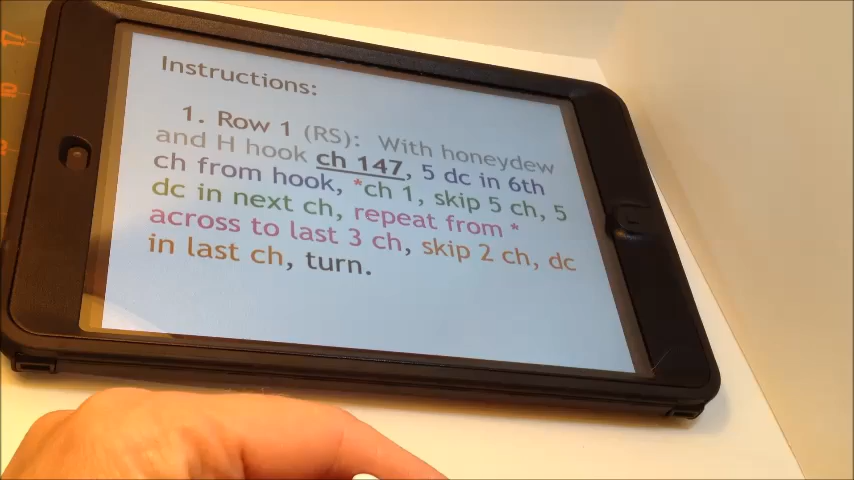 Instructions:
1. Row 1 (RS): With honeydew
and H hook ch 147, 5 dc in 6th
ch from hook, *ch 1, skip 5 ch, 5
dc in next ch, repeat from *
across to last 3 ch, skip 2 ch, dc
in last ch, turn.